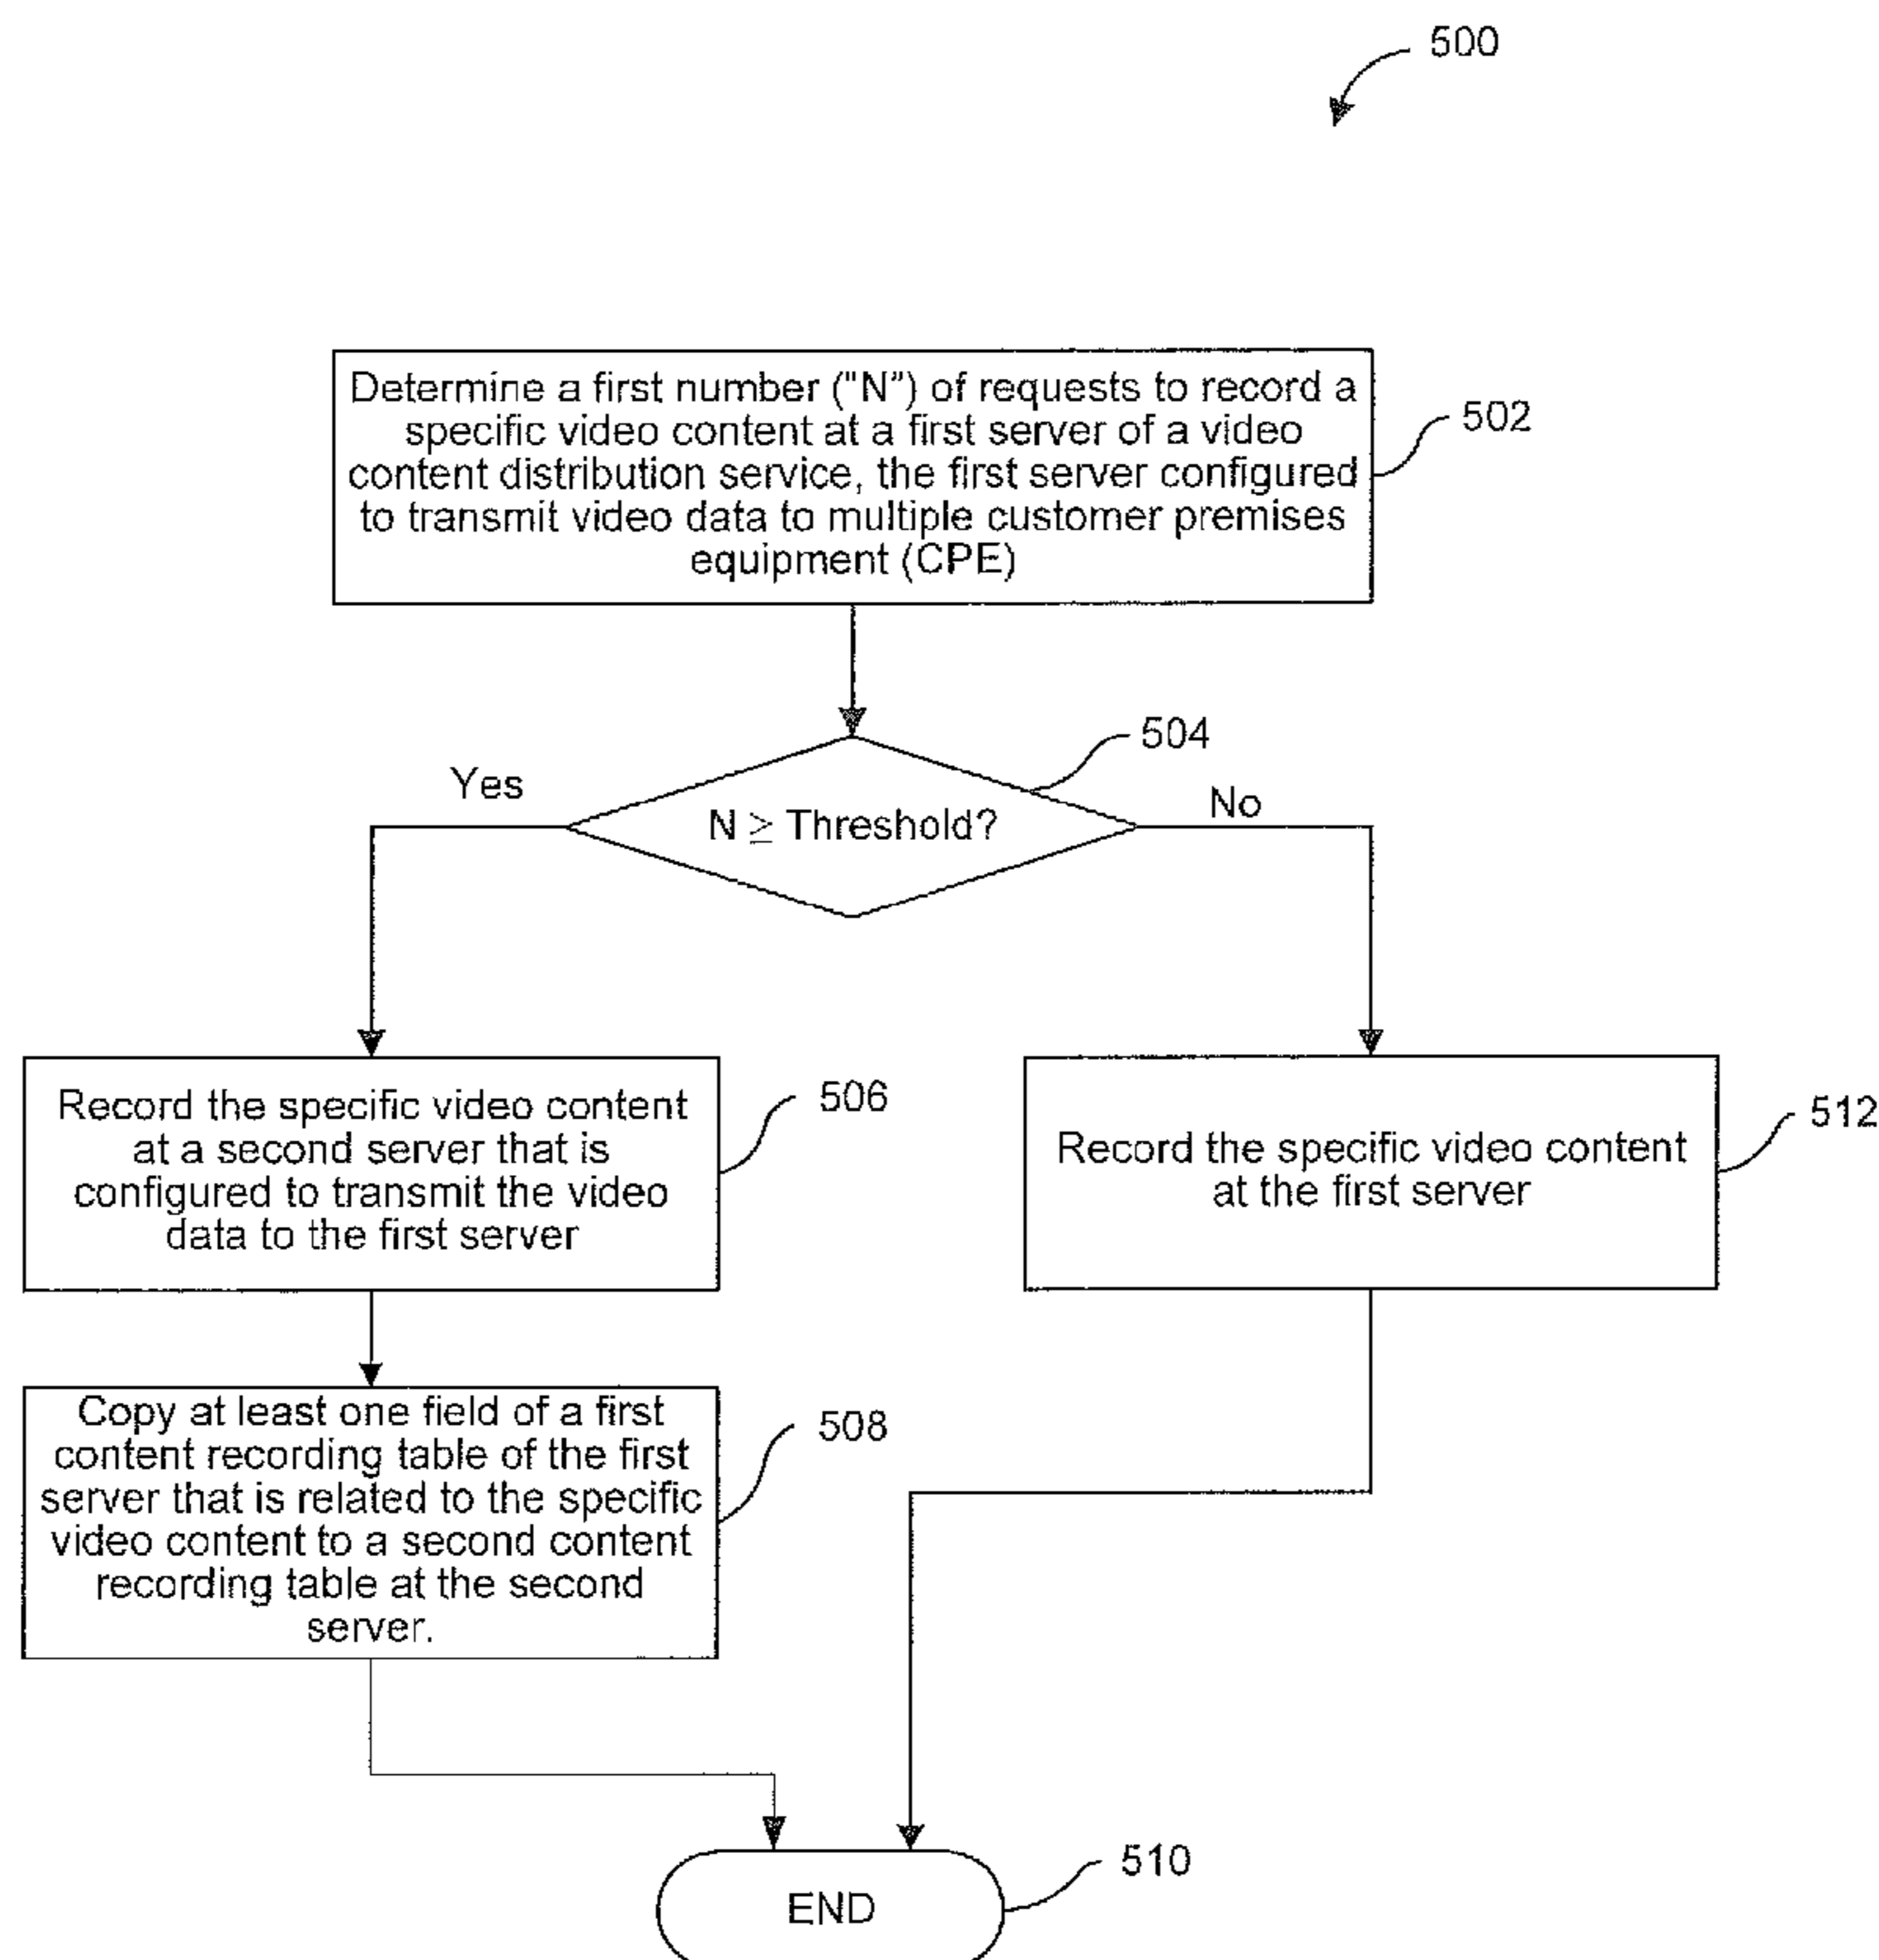 500
Determine a first number ("N") of requests to record a
specific video content at a first server of a video
content distribution service, the first server configured
to transmit video data to multiple customer premises
equipment (CPE)
502
504
Yes
N ≥ Threshold?
No
Record the specific video content
at a second server that is
configured to transmit the video
data to the first server
506
Record the specific video content
at the first server
512
Copy at least one field of a first
content recording table of the first
server that is related to the specific
video content to a second content
recording table at the second
server.
508
END
510